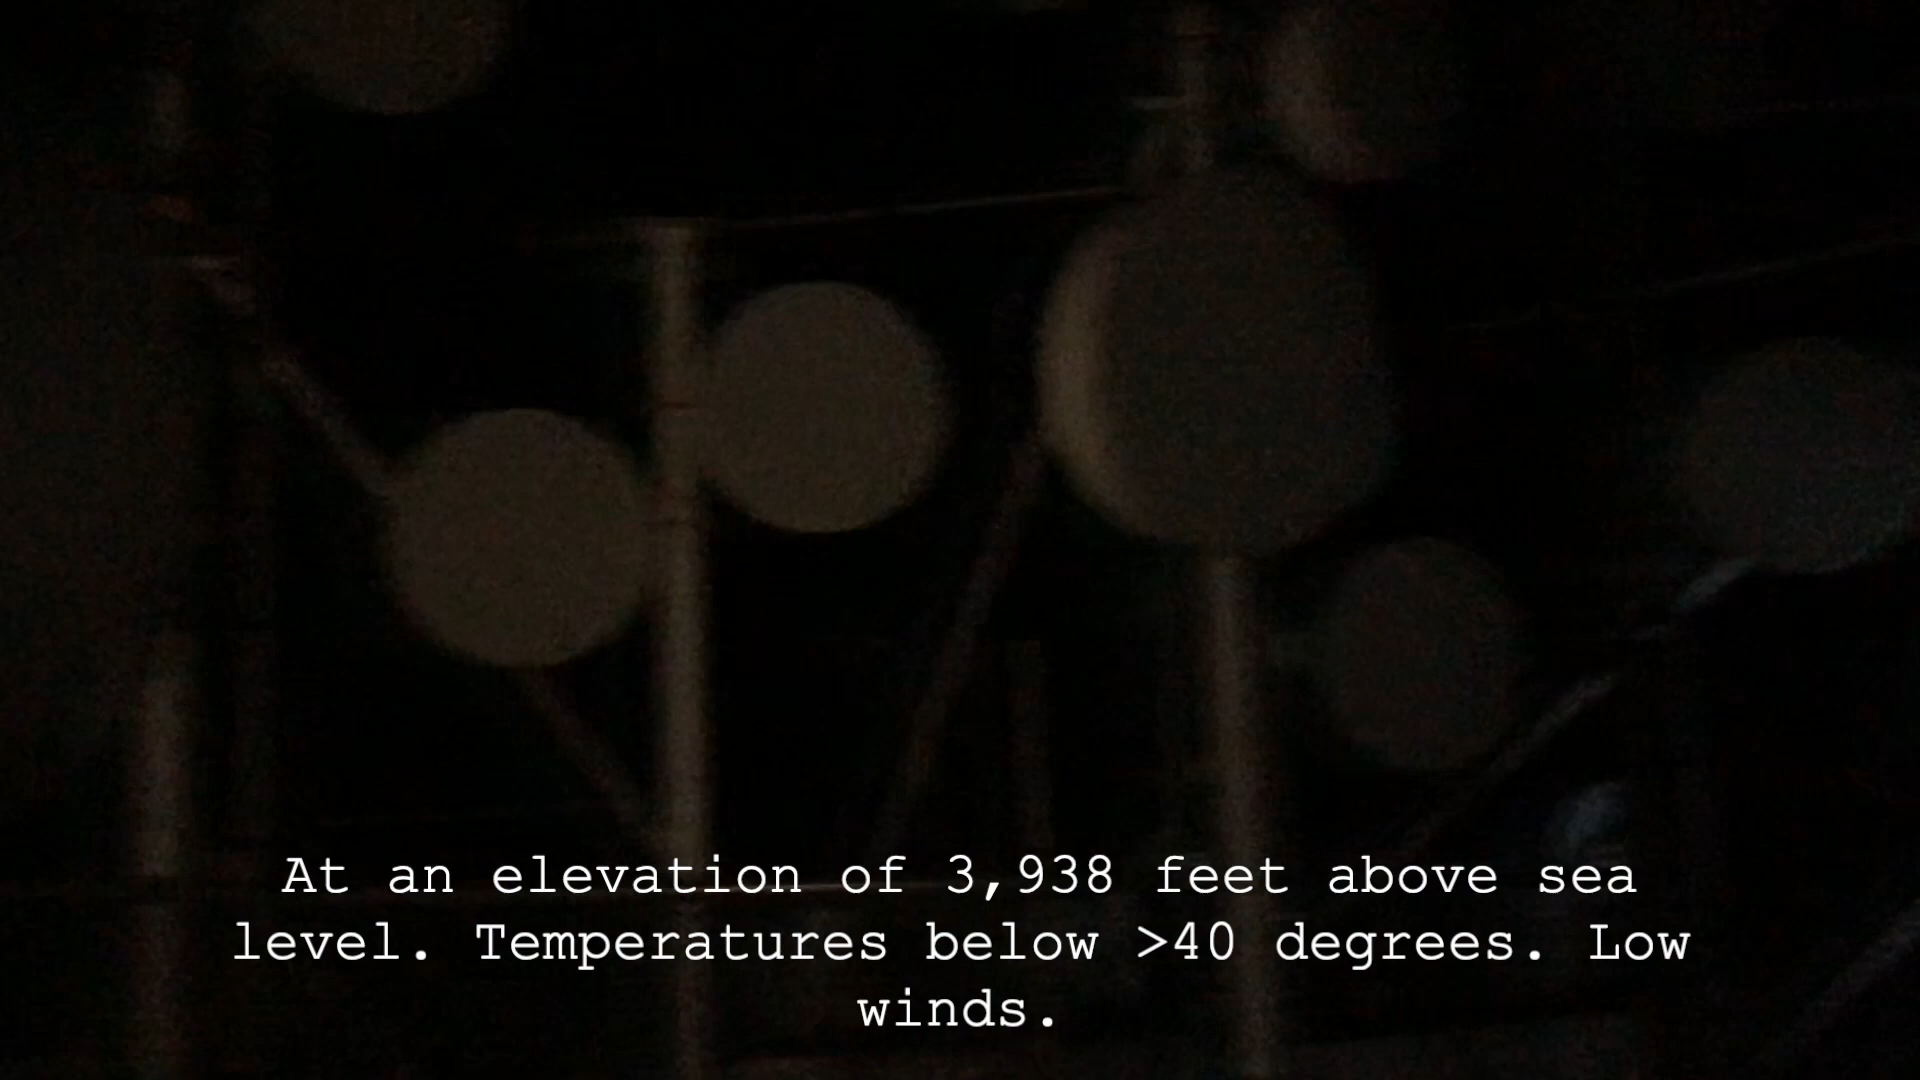 At an elevation of 3,938 feet above sea
level. Temperatures below >40 degrees. Low
winds.